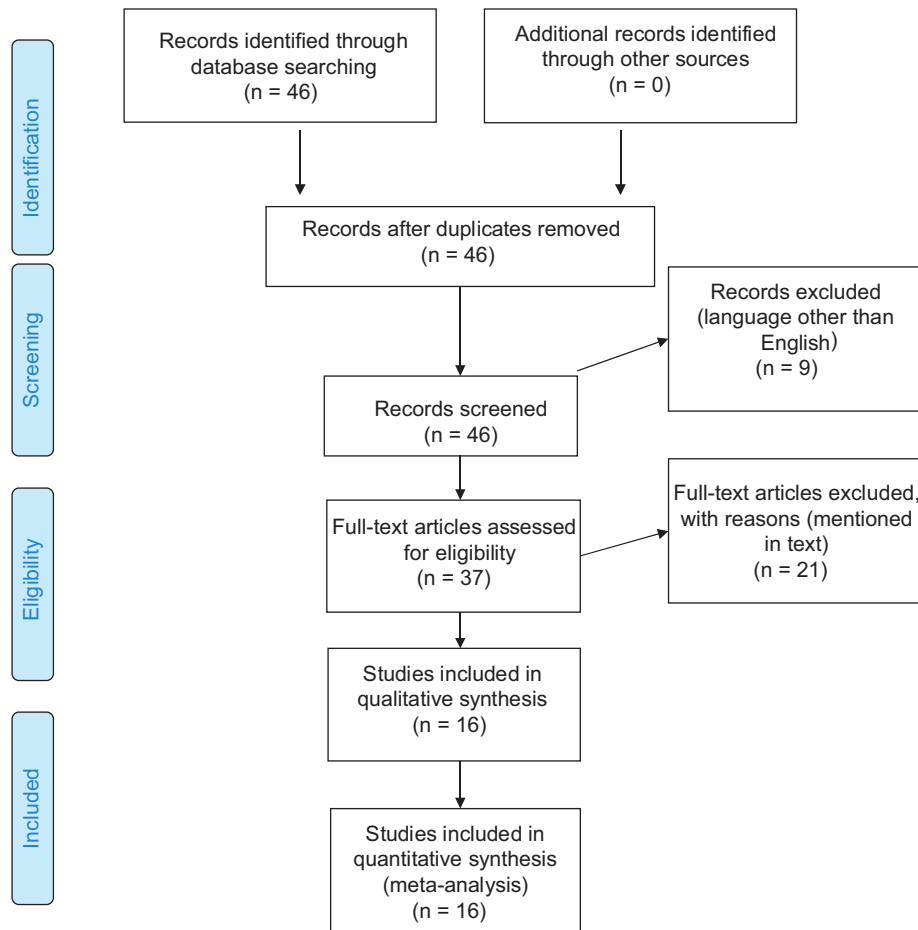 Identification
Records identified through
database searching
(n = 46)
Additional records identified
through other sources
(n = 0)
Records after duplicates removed
(n = 46)
Screening
Records excluded
(language other than
English)
(n = 9)
Records screened
(n = 46)
Eligibility
Full-text articles assessed
for eligibility
(n = 37)
Full-text articles excluded,
with reasons (mentioned
in text)
(n = 21)
Studies included in
qualitative synthesis
(n = 16)
Included
Studies included in
quantitative synthesis
(meta-analysis)
(n = 16)